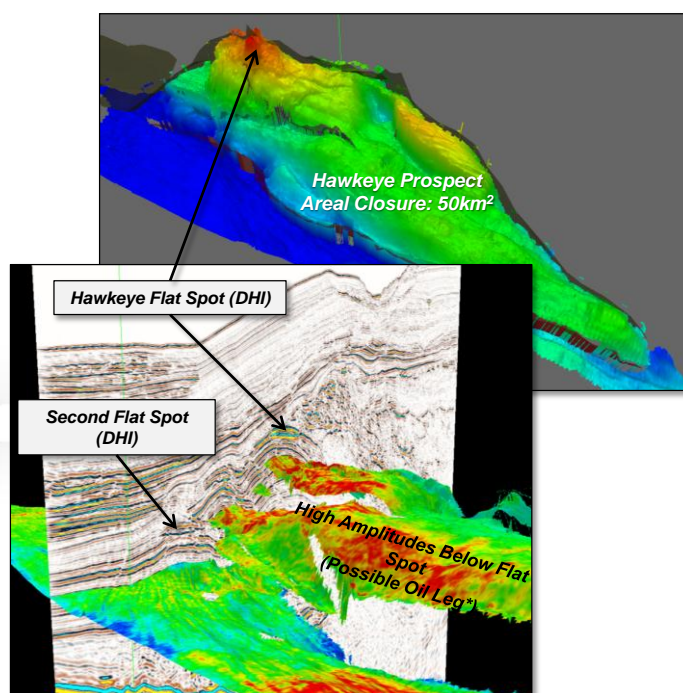 Hawkeye Prospect
Areal Closure: 50km²
Hawkeye Flat Spot (DHI)
Second Flat Spot
(DHI)
High Amplitudes Below Flat
Spot
(Possible Oil Leg*)